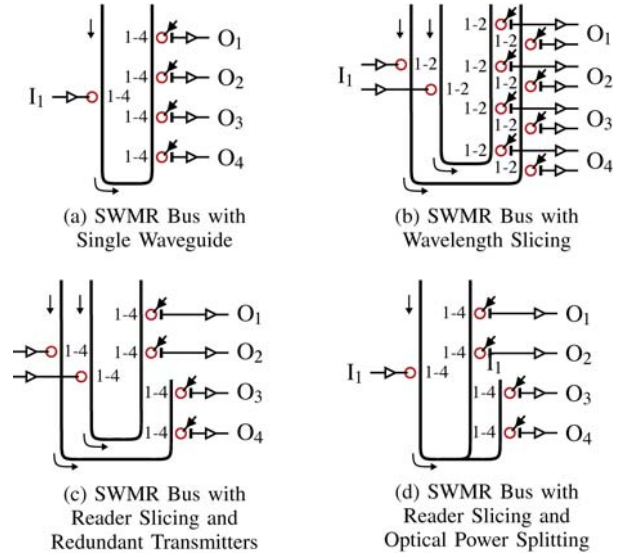 1-4 O1
1-4 O2
I1 1-4
1-4 O3
1-4 O4
(a) SWMR Bus with
Single Waveguide
1-2
1-2 O1
1-2 1-2
I1 1-2 O2
1-2
1-2
1-2 O3
1-2
1-2 O4
(b) SWMR Bus with
Wavelength Slicing
1-4 O1
1-4 1-4 O2
1-4
1-4 O3
1-4 O4
(c) SWMR Bus with
Reader Slicing and
Redundant Transmitters
1-4 O1
1-4 O2
I1
I1 1-4
1-4 O3
1-4 O4
(d) SWMR Bus with
Reader Slicing and
Optical Power Splitting